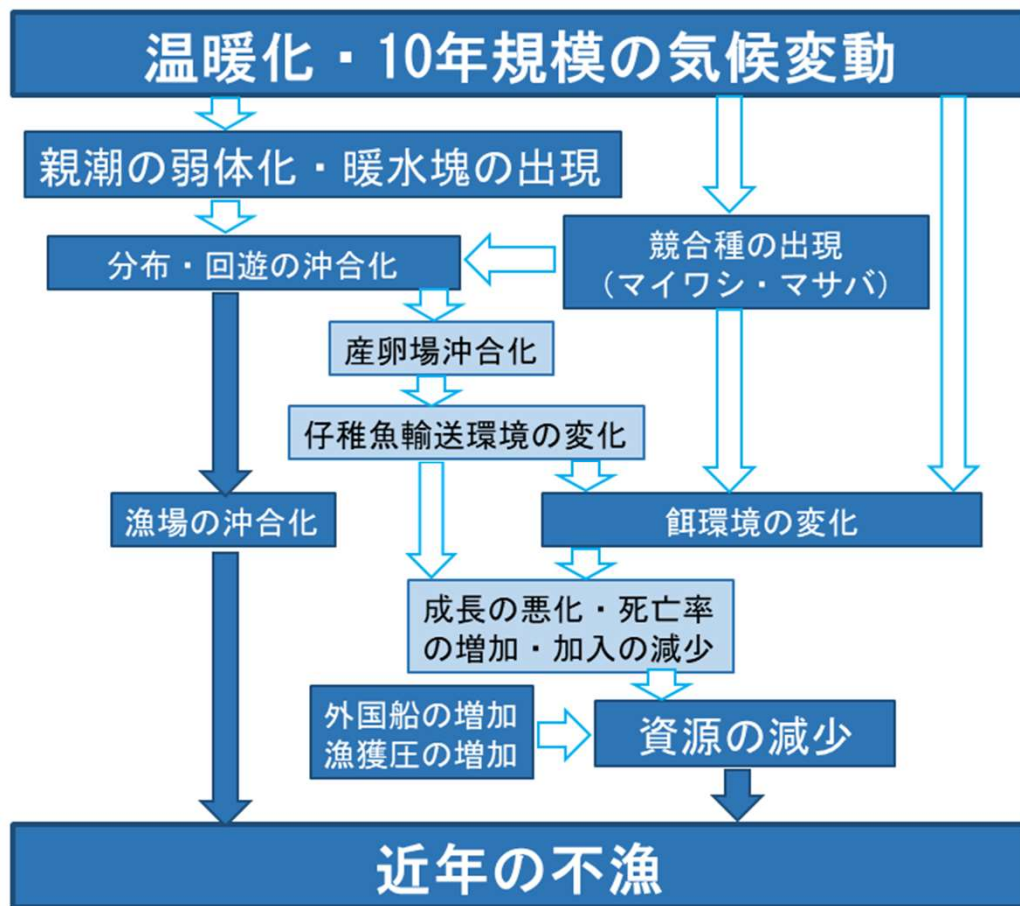 温暖化・10年規模の気候変動
親潮の弱体化・暖水塊の出現
分布・回遊の沖合化
競合種の出現
（マイワシ・マサバ）
産卵場沖合化
仔稚魚輸送環境の変化
漁場の沖合化
餌環境の変化
成長の悪化・死亡率
の増加・加入の減少
外国船の増加
漁獲圧の増加
資源の減少
近年の不漁